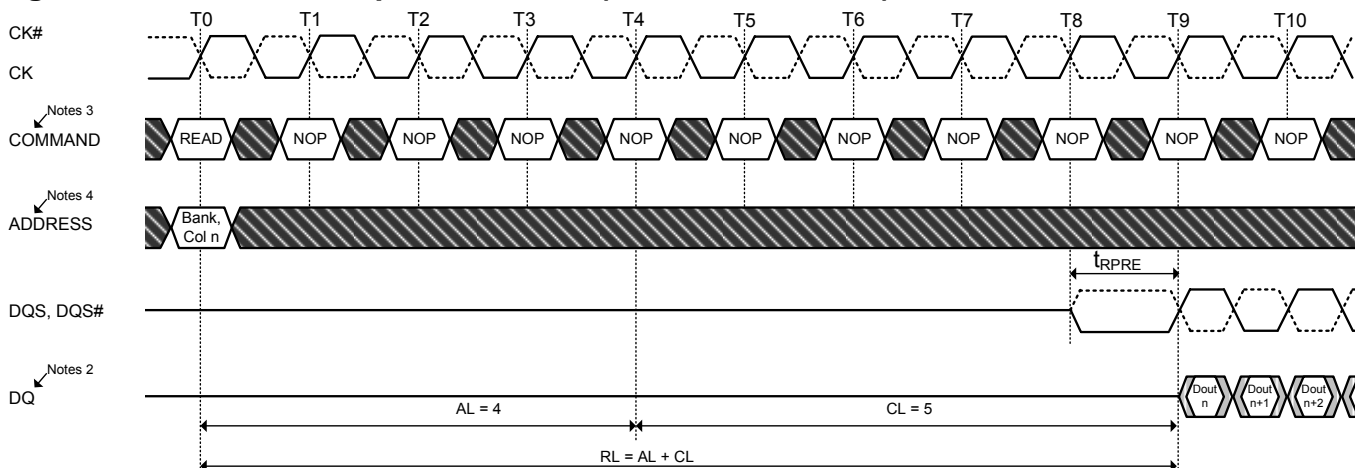 T0 T1 T2 T3 T4 T5 T6 T7 T8 T9 T10
CK#
CK
Notes 3
COMMAND READ NOP NOP NOP NOP NOP NOP NOP NOP NOP NOP
Notes 4
ADDRESS
Bank,
Col n
tRPRE
DQS, DQS#
Notes 2
DQ
Dout n
Dout n+1
Dout n+2
AL = 4 CL = 5
RL = AL + CL